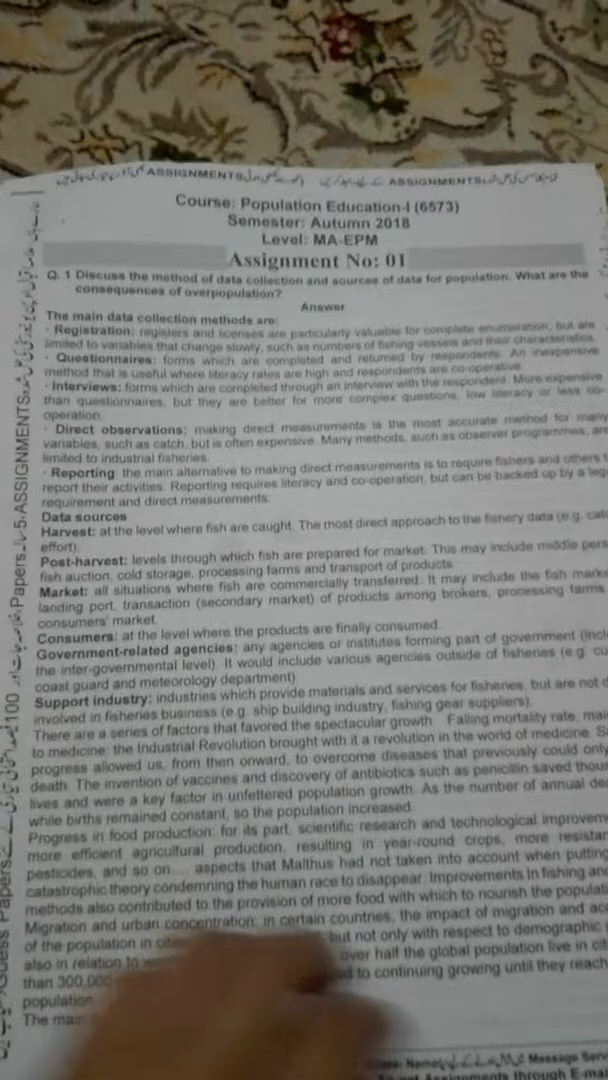 ASSIGNMENTS
ASSIGNMENTS
Course: Population Education-I (6573)
Semester: Autumn 2018
Level: MA-EPM
Assignment No: 01
Q. 1 Discuss the method of data collection and sources of data for population. What are the
consequences of overpopulation?
Answer
The main data collection methods are:
· Registration: registers and licenses are particularly valuable for complete enumeration, but are
limited to variables that change slowly, such as numbers of fishing vessels and their characteristics.
· Questionnaires: forms which are completed and returned by respondents. An inexpensive
method that is useful where literacy rates are high and respondents are co-operative.
· Interviews: forms which are completed through an interview with the respondent. More expensive
than questionnaires, but they are better for more complex questions, low literacy or less co-
operation.
· Direct observations: making direct measurements is the most accurate method for many
variables, such as catch, but is often expensive. Many methods, such as observer programmes, are
limited to industrial fisheries.
· Reporting the main alternative to making direct measurements is to require fishers and others t
report their activities. Reporting requires literacy and co-operation, but can be backed up by a leg
requirement and direct measurements.
Data sources
Harvest: at the level where fish are caught. The most direct approach to the fishery data (e.g. cat
effort).
Post-harvest: levels through which fish are prepared for market. This may include middle pers
fish auction, cold storage, processing farms and transport of products.
Market: all situations where fish are commercially transferred. It may include the fish marke
landing port, transaction (secondary market) of products among brokers, processing farms
consumers' market.
Consumers: at the level where the products are finally consumed.
Government-related agencies: any agencies or institutes forming part of government (incl
the inter-governmental level). It would include various agencies outside of fisheries (e.g. cu
coast guard and meteorology department)
Support industry: industries which provide materials and services for fisheries, but are not d
involved in fisheries business (e.g. ship building industry, fishing gear suppliers).
There are a series of factors that favored the spectacular growth Falling mortality rate, mai
to medicine: the Industrial Revolution brought with it a revolution in the world of medicine. S
progress allowed us, from then onward, to overcome diseases that previously could only
death. The invention of vaccines and discovery of antibiotics such as penicillin saved thous
lives and were a key factor in unfettered population growth. As the number of annual dea
while births remained constant, so the population increased.
Progress in food production: for its part, scientific research and technological improvem
more efficient agricultural production, resulting in year-round crops, more resistan
pesticides, and so on.... aspects that Malthus had not taken into account when putting
catastrophic theory condemning the human race to disappear. Improvements In fishing and
methods also contributed to the provision of more food with which to nourish the populat
Migration and urban concentration: in certain countries, the impact of migration and acc
of the population in citie but not only with respect to demographic
also in relation to over half the global population live in cit
than 300,000 d to continuing growing until they reach
population.
The main
Papers 5 ASSIGNMENTS
Guess Papers 100
Name Message Serv
Assignments through E-ma